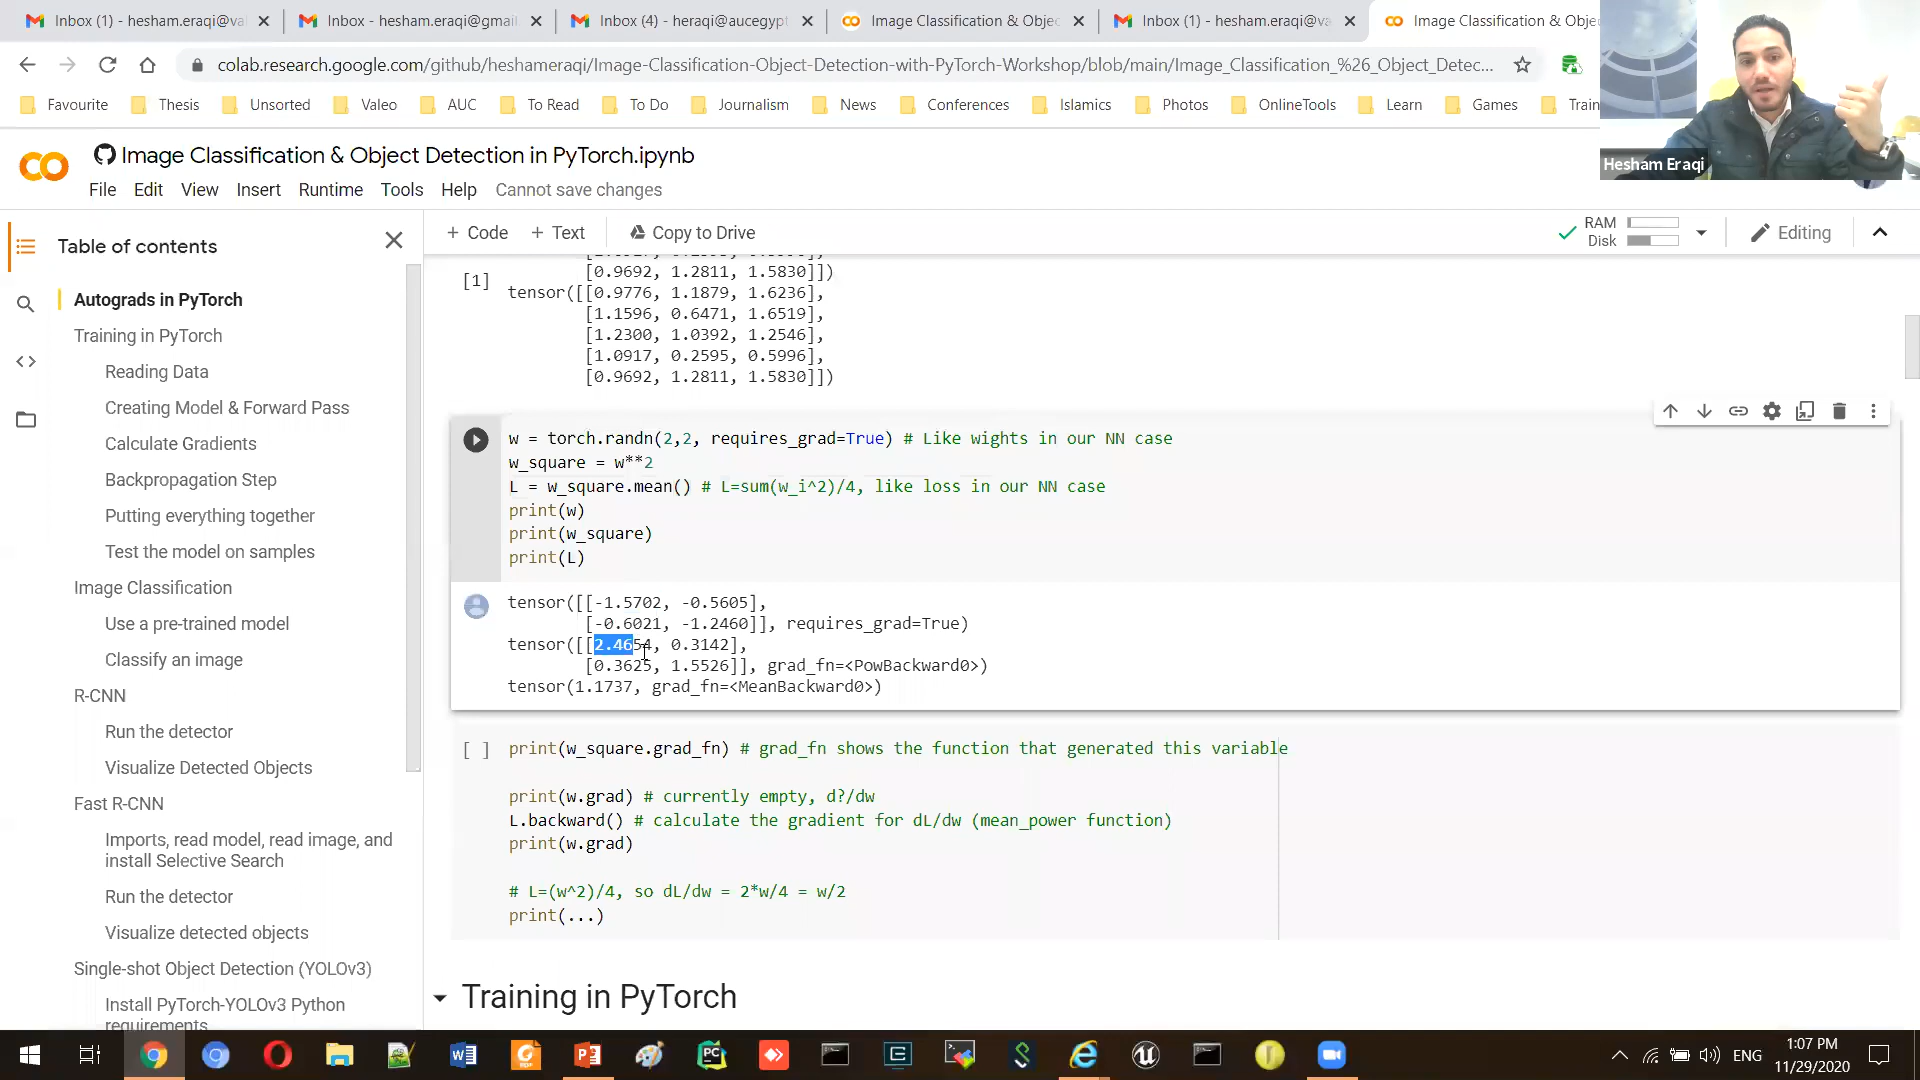 Inbox (1) - hesham.eraqi@val
Inbox - hesham.eraqi@gmail.
Inbox (4) - heraqi@aucegypt
Image Classification & Objec
Inbox (1) - hesham.eraqi@va
Image Classification & Obje
colab.research.google.com/github/heshameraqi/Image-Classification-Object-Detection-with-PyTorch-Workshop/blob/main/Image_Classification_%26_Object_Detec...
Favourite
Thesis
Unsorted
Valeo
AUC
To Read
To Do
Journalism
News
Conferences
Islamics
Photos
OnlineTools
Learn
Games
Train
Hesham Eraqi
Image Classification & Object Detection in PyTorch.ipynb
File Edit View Insert Runtime Tools Help Cannot save changes
+ Code + Text Copy to Drive
RAM
Disk
Editing
Table of contents
Autograds in PyTorch
Training in PyTorch
Reading Data
Creating Model & Forward Pass
Calculate Gradients
Backpropagation Step
Putting everything together
Test the model on samples
Image Classification
Use a pre-trained model
Classify an image
R-CNN
Run the detector
Visualize Detected Objects
Fast R-CNN
Imports, read model, read image, and
install Selective Search
Run the detector
Visualize detected objects
Single-shot Object Detection (YOLOv3)
Install PyTorch-YOLOv3 Python
requirements
[1]
[0.9692, 1.2811, 1.5830]])
tensor([[0.9776, 1.1879, 1.6236],
[1.1596, 0.6471, 1.6519],
[1.2300, 1.0392, 1.2546],
[1.0917, 0.2595, 0.5996],
[0.9692, 1.2811, 1.5830]])
w = torch.randn(2,2, requires_grad=True) # Like wights in our NN case
w_square = w**2
L = w_square.mean() # L=sum(w_i^2)/4, like loss in our NN case
print(w)
print(w_square)
print(L)
tensor([[-1.5702, -0.5605],
[-0.6021, -1.2460]], requires_grad=True)
tensor([[2.4654, 0.3142],
[0.3625, 1.5526]], grad_fn=<PowBackward0>)
tensor(1.1737, grad_fn=<MeanBackward0>)
[ ]
print(w_square.grad_fn) # grad_fn shows the function that generated this variable
print(w.grad) # currently empty, d?/dw
L.backward() # calculate the gradient for dL/dw (mean_power function)
print(w.grad)
# L=(w^2)/4, so dL/dw = 2*w/4 = w/2
print(...)
Training in PyTorch
ENG
1:07 PM
11/29/2020